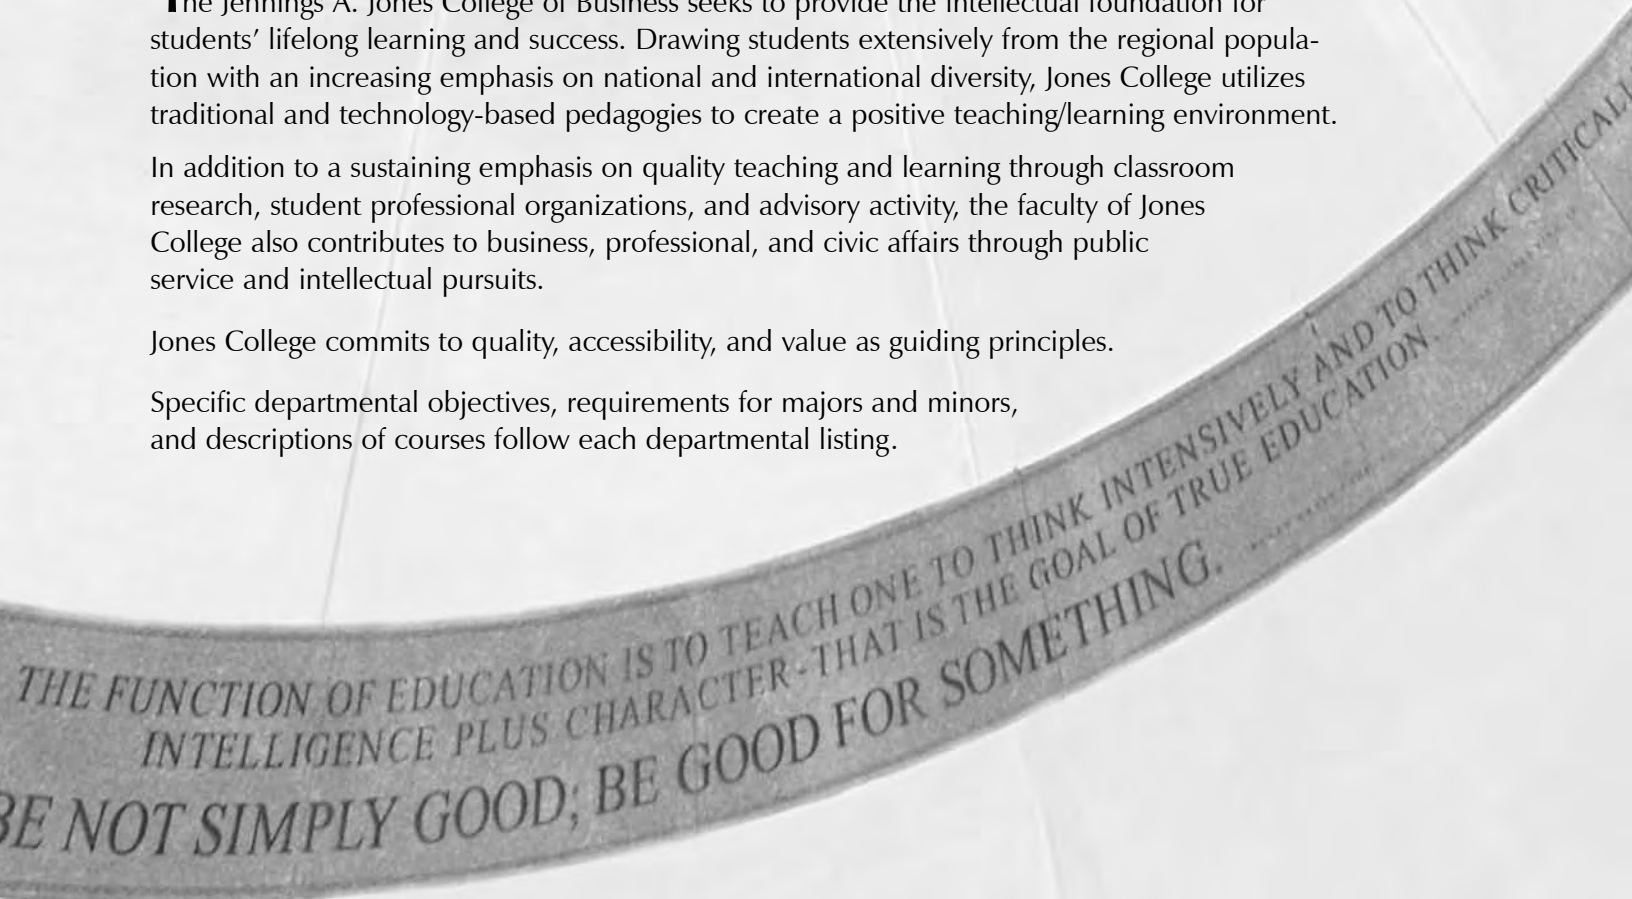 The Jennings A. Jones College of Business seeks to provide the intellectual foundation for
students’ lifelong learning and success. Drawing students extensively from the regional popula-
tion with an increasing emphasis on national and international diversity, Jones College utilizes
traditional and technology-based pedagogies to create a positive teaching/learning environment.
In addition to a sustaining emphasis on quality teaching and learning through classroom
research, student professional organizations, and advisory activity, the faculty of Jones
College also contributes to business, professional, and civic affairs through public
service and intellectual pursuits.
Jones College commits to quality, accessibility, and value as guiding principles.
Specific departmental objectives, requirements for majors and minors,
and descriptions of courses follow each departmental listing.
THE FUNCTION OF EDUCATION IS TO TEACH ONE TO THINK INTENSIVELY AND TO THINK CRITICALL
INTELLIGENCE PLUS CHARACTER-THAT IS THE GOAL OF TRUE EDUCATION.
BE NOT SIMPLY GOOD; BE GOOD FOR SOMETHING.